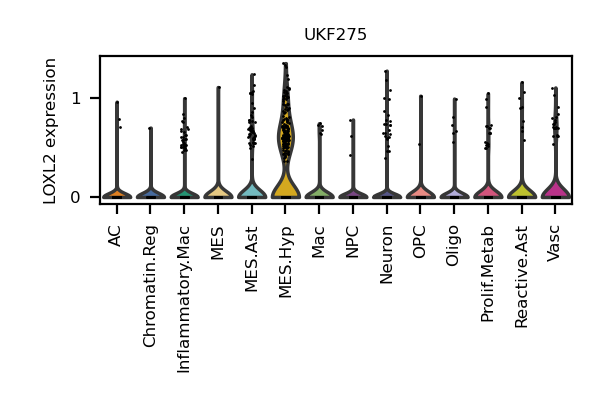 UKF275
LOXL2 expression
1
0
AC
Chromatin.Reg
Inflammatory.Mac
MES
MES.Ast
MES.Hyp
Mac
NPC
Neuron
OPC
Oligo
Prolif.Metab
Reactive.Ast
Vasc